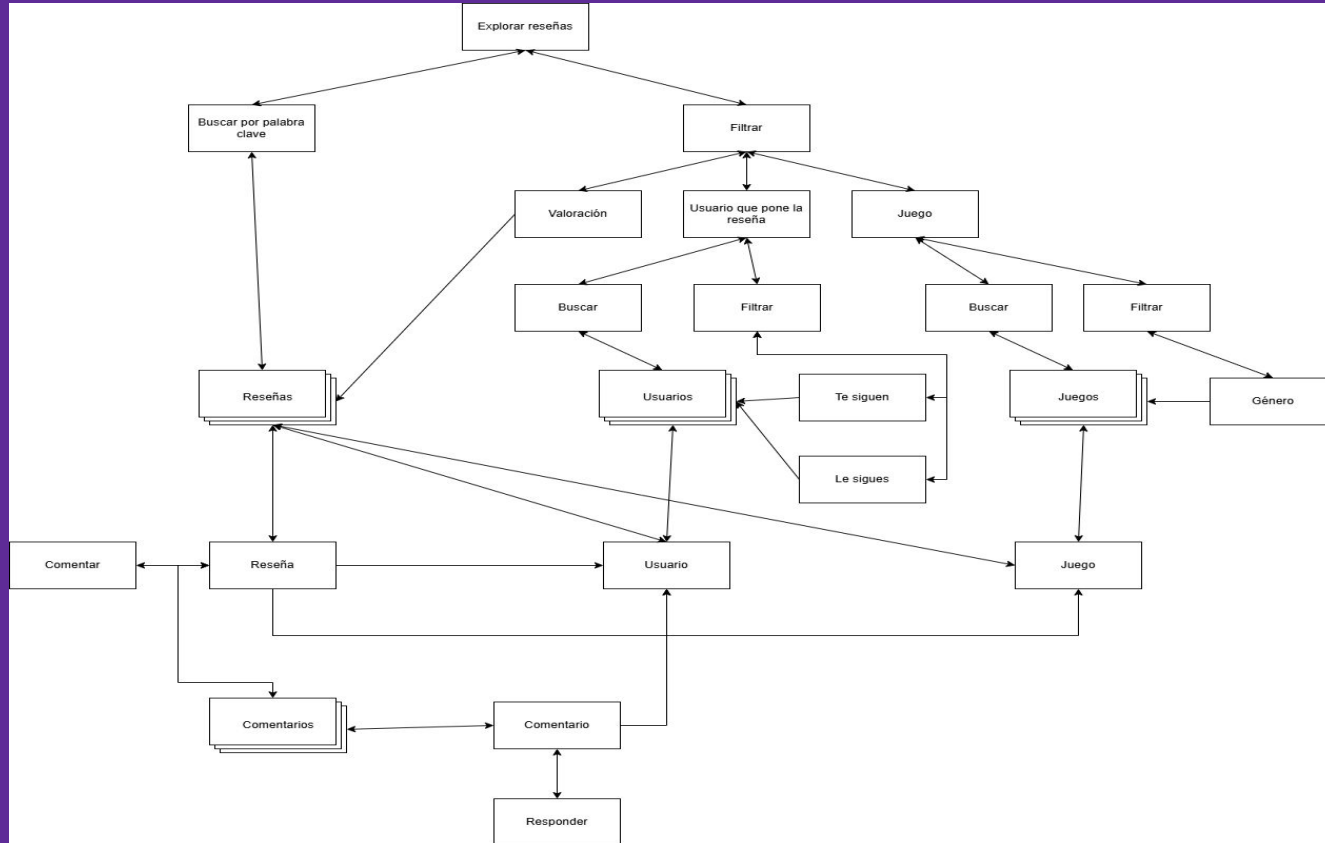 Explorar reseñas
Buscar por palabra
clave
Filtrar
Valoración
Usuario que pone la
reseña
Juego
Buscar
Filtrar
Buscar
Filtrar
Reseñas
Usuarios
Te siguen
Juegos
Género
Le sigues
Comentar
Reseña
Usuario
Juego
Comentarios
Comentario
Responder